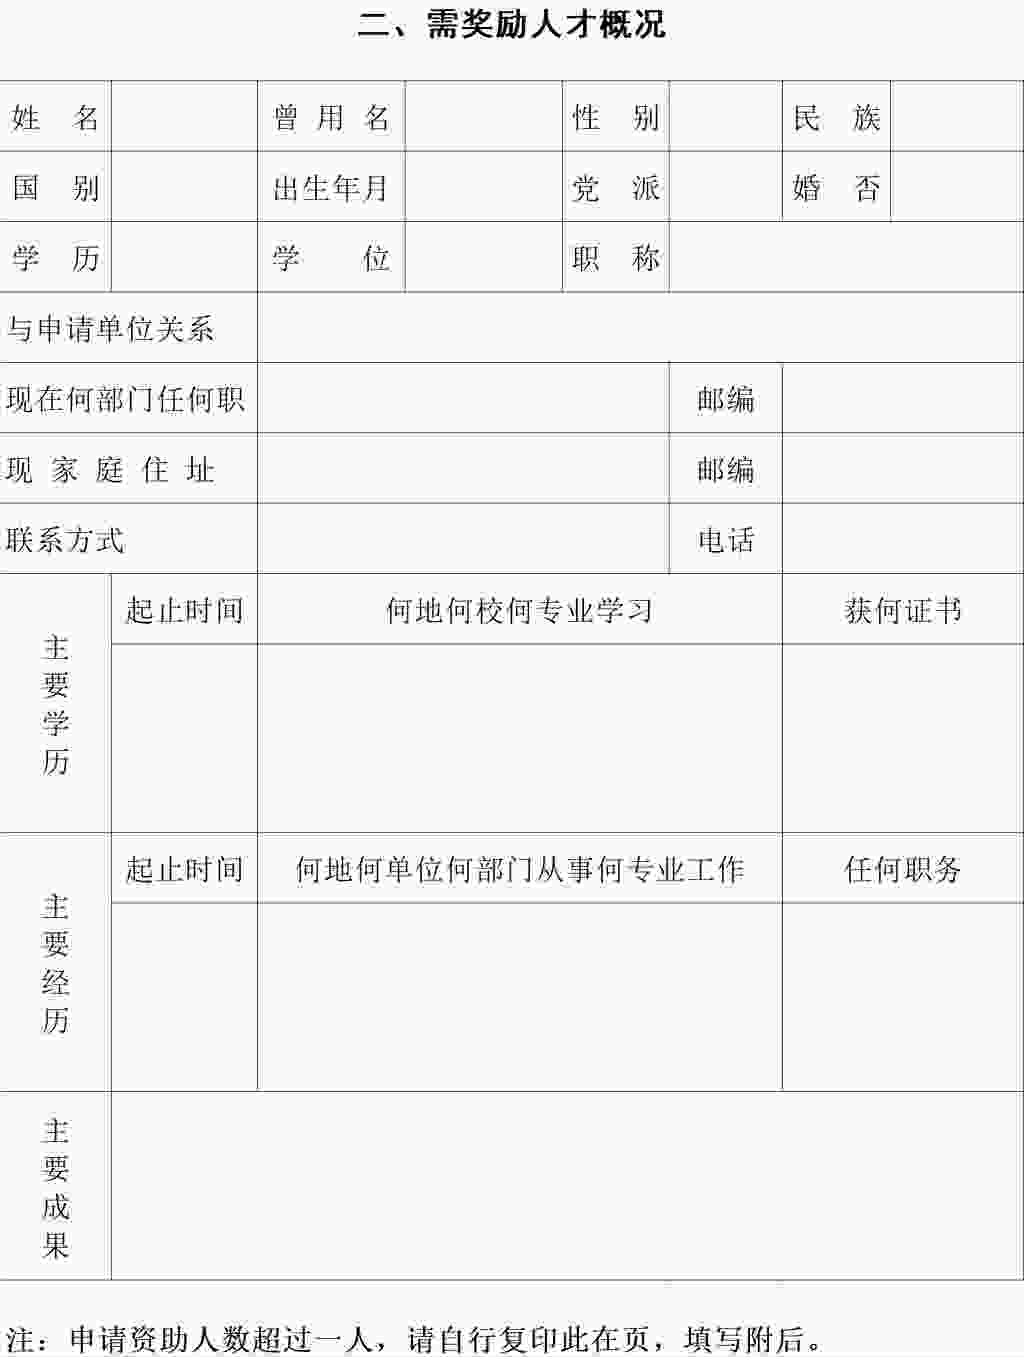 二、需奖励人才概况
姓 名 曾 用 名 性 别 民 族
国 别 出生年月 党 派 婚 否
学 历 学 位 职 称
与申请单位关系
现在何部门任何职 邮编
现 家 庭 住 址 邮编
联系方式 电话
主要学历 起止时间 何地何校何专业学习 获何证书
主要经历 起止时间 何地何单位何部门从事何专业工作 任何职务
主要成果
注：申请资助人数超过一人，请自行复印此在页，填写附后。